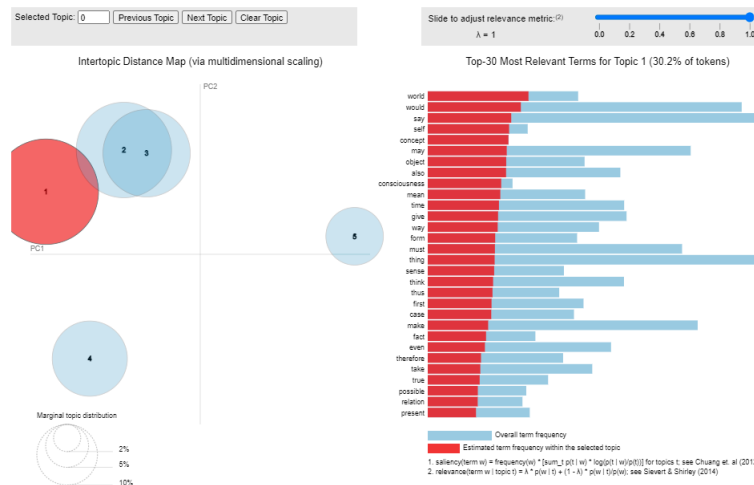 Selected Topic: 0 Previous Topic Next Topic Clear Topic
Slide to adjust relevance metric:(2)
λ = 1
0.0 0.2 0.4 0.6 0.8 1.0
Intertopic Distance Map (via multidimensional scaling)
PC2
PC1
1
2
3
5
4
Marginal topic distribution
2%
5%
10%
Top-30 Most Relevant Terms for Topic 1 (30.2% of tokens)
world
would
say
self
concept
may
object
also
consciousness
mean
time
give
way
form
must
thing
sense
think
thus
first
case
make
fact
even
therefore
take
true
possible
relation
present
Overall term frequency
Estimated term frequency within the selected topic
1. saliency(term w) = frequency(w) * [sum_t p(t | w) * log(p(t | w)/p(t))] for topics t; see Chuang et. al (201
2. relevance(term w | topic t) = λ * p(w | t) + (1 - λ) * p(w | t)/p(w); see Sievert & Shirley (2014)